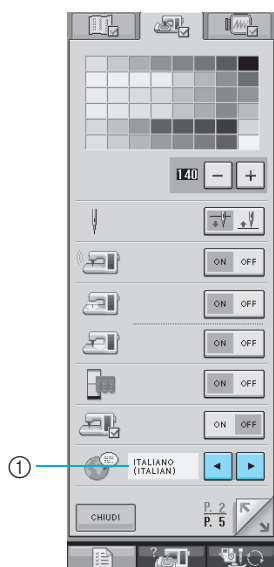 140 − +
ON OFF
ON OFF
ON OFF
ON OFF
ON OFF
① ITALIANO
(ITALIAN)
CHIUDI
P. 2
P. 5
?